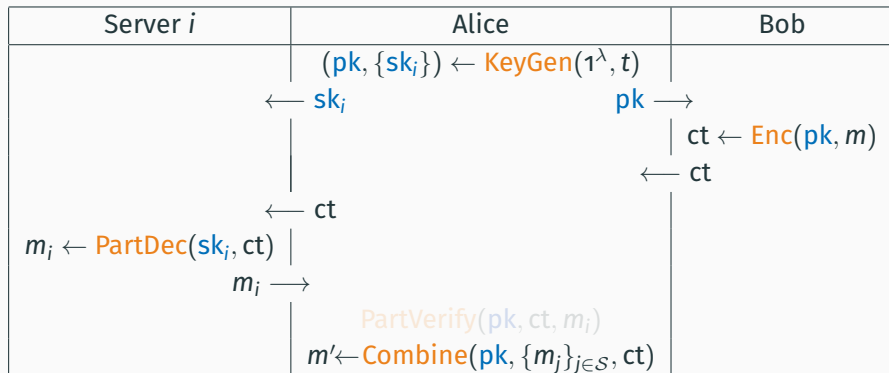 Server i Alice Bob
(pk, {sk_i}) ← KeyGen(1^λ, t)
⟵ sk_i pk ⟶
ct ← Enc(pk, m)
⟵ ct
⟵ ct
m_i ← PartDec(sk_i, ct)
m_i ⟶
PartVerify(pk, ct, m_i)
m′←Combine(pk, {m_j}_{j∈S}, ct)